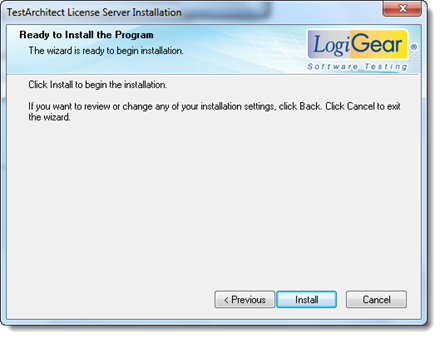 TestArchitect License Server Installation
Ready to Install the Program
The wizard is ready to begin installation.
LogiGear ®
Software Testing
Click Install to begin the installation.
If you want to review or change any of your installation settings, click Back. Click Cancel to exit
the wizard.
< Previous
Install
Cancel